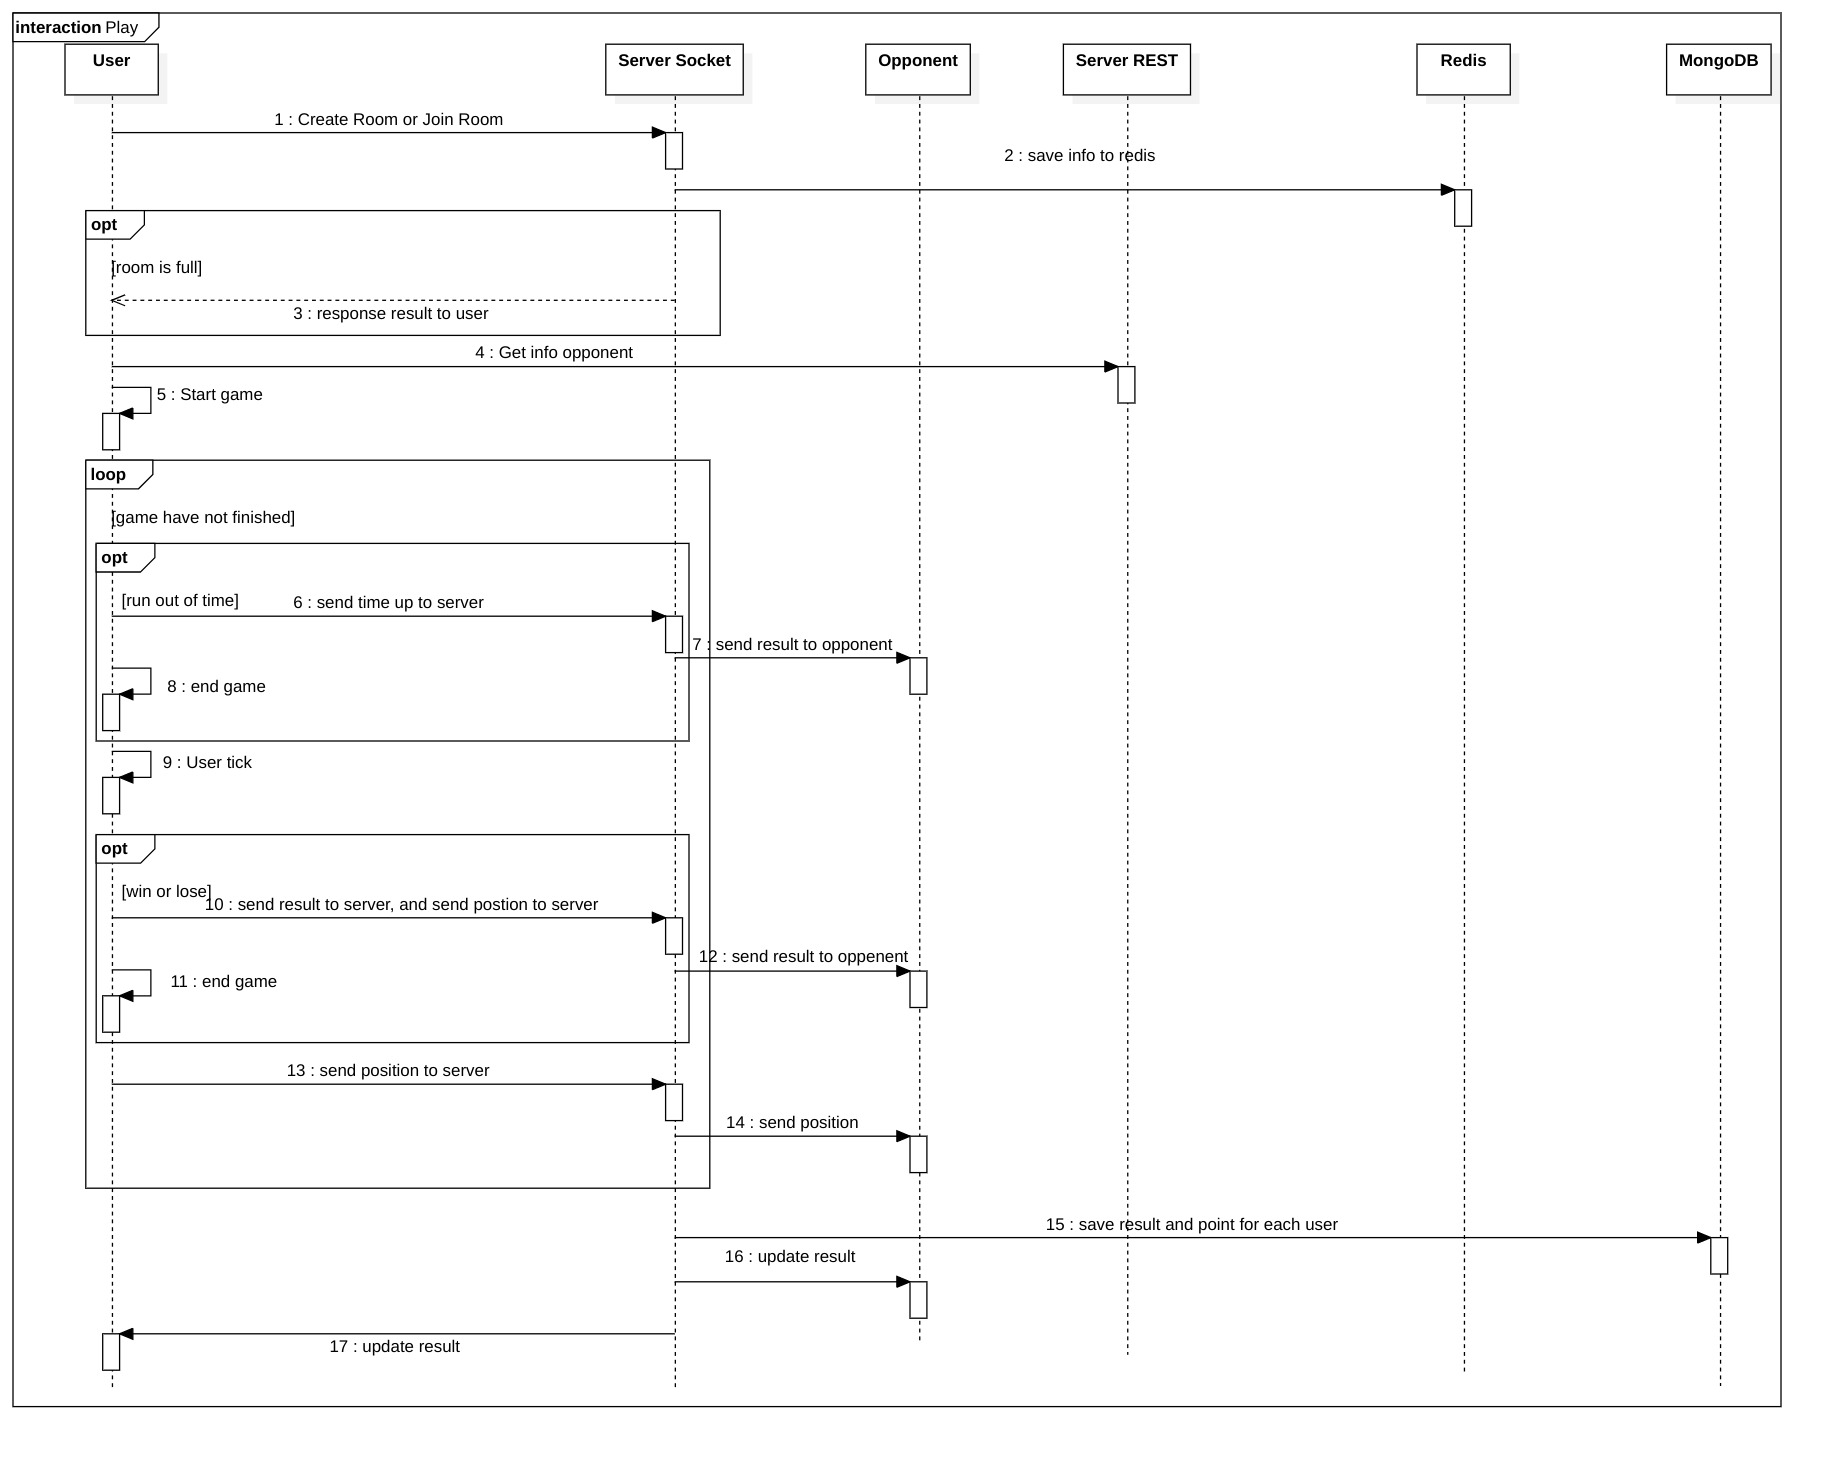 interaction Play
User
Server Socket
Opponent
Server REST
Redis
MongoDB
1 : Create Room or Join Room
2 : save info to redis
opt
[room is full]
3 : response result to user
4 : Get info opponent
5 : Start game
loop
[game have not finished]
opt
[run out of time]
6 : send time up to server
7 : send result to opponent
8 : end game
9 : User tick
opt
[win or lose]
10 : send result to server, and send postion to server
12 : send result to oppenent
11 : end game
13 : send position to server
14 : send position
15 : save result and point for each user
16 : update result
17 : update result